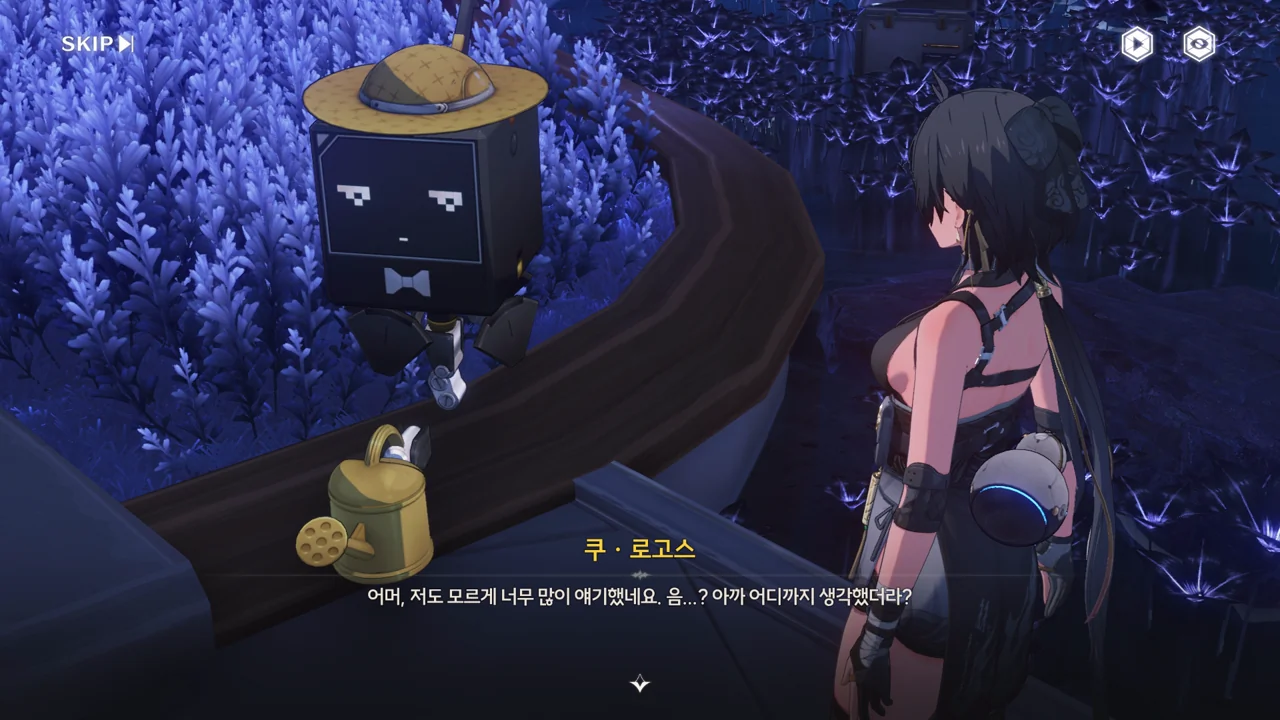 SKIP
쿠 · 로고스
어머, 저도 모르게 너무 많이 얘기했네요. 음...? 아까 어디까지 생각했더라?